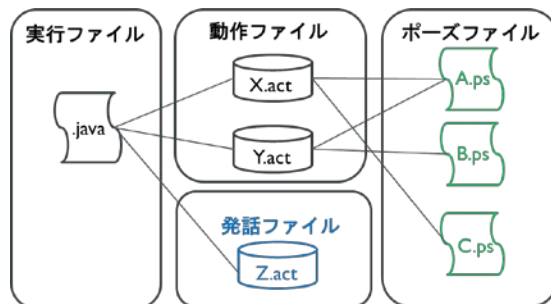 実行ファイル
動作ファイル
ポーズファイル
.java
X.act
Y.act
発話ファイル
Z.act
A.ps
B.ps
C.ps